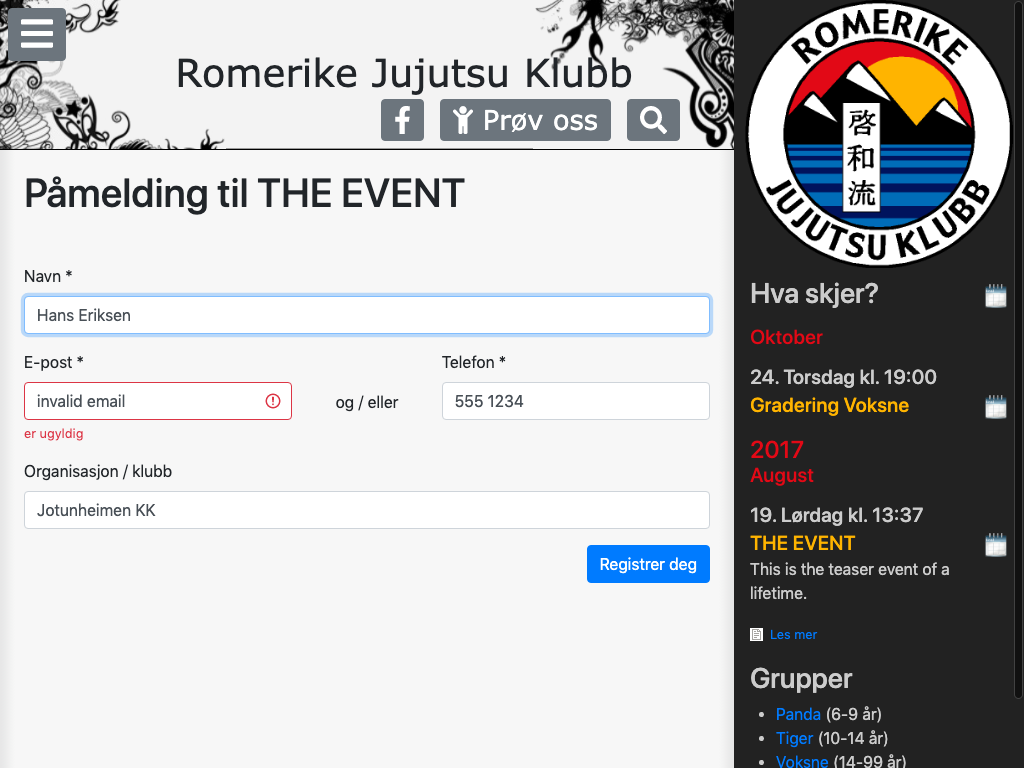 Romerike Jujutsu Klubb
Prøv oss
Påmelding til THE EVENT
Navn *
Hans Eriksen
E-post *
Telefon *
invalid email
og / eller
555 1234
er ugyldig
Organisasjon / klubb
Jotunheimen KK
Registrer deg
ROMERIKE
啓和流
JUJUTSU KLUBB
Hva skjer?
Oktober
24. Torsdag kl. 19:00
Gradering Voksne
2017
August
19. Lørdag kl. 13:37
THE EVENT
This is the teaser event of a
lifetime.
Les mer
Grupper
Panda (6-9 år)
Tiger (10-14 år)
Voksne (14-99 år)